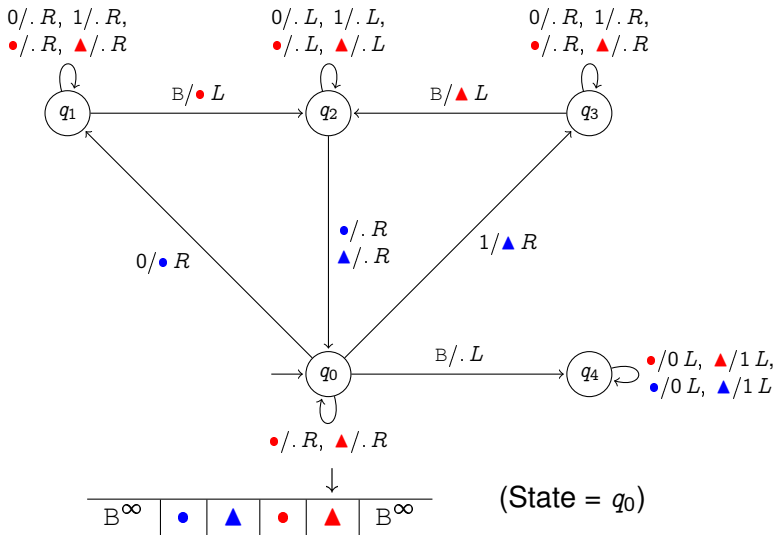 0/. R, 1/. R,
●/. R, ▲/. R
0/. L, 1/. L,
●/. L, ▲/. L
0/. R, 1/. R,
●/. R, ▲/. R
B/● L
B/▲ L
q1
q2
q3
0/● R
●/. R
▲/. R
1/▲ R
B/. L
q0
q4
●/0 L, ▲/1 L,
●/0 L, ▲/1 L
●/. R, ▲/. R
B∞ ● ▲ ● ▲ B∞
(State = q0)